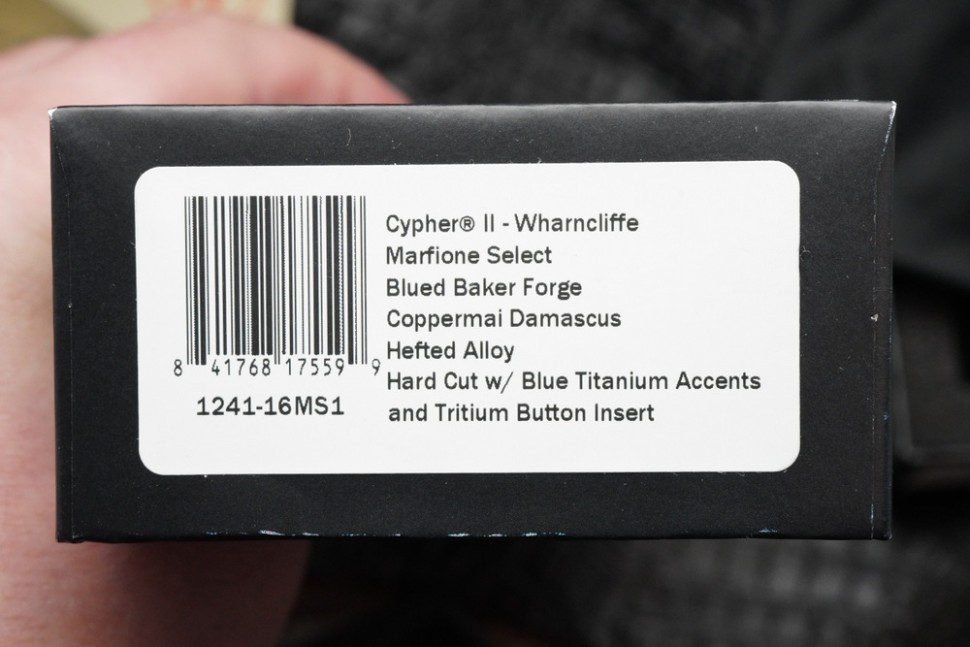 Cypher® II - Wharncliffe
Marfione Select
Blued Baker Forge
Coppermai Damascus
Hefted Alloy
Hard Cut w/ Blue Titanium Accents
and Tritium Button Insert
8 41768 17559 9
1241-16MS1